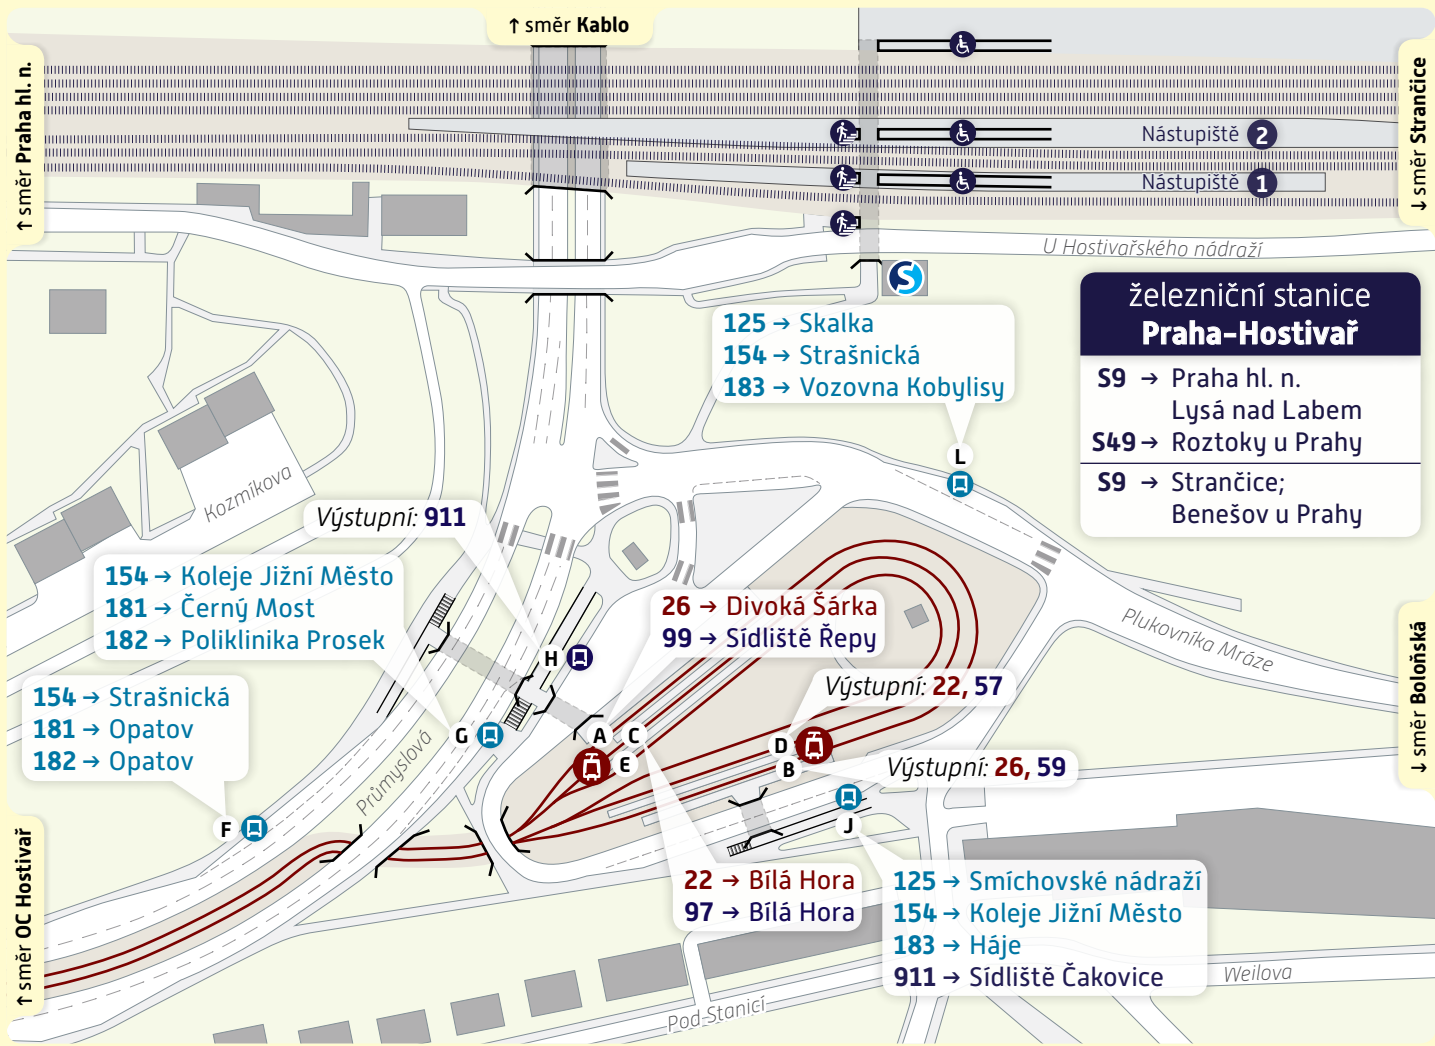 ↑ směr Kablo
↑ směr Praha hl. n.
↓ směr Strančice
Nástupiště 2
Nástupiště 1
U Hostivařského nádraží
S
železniční stanice
Praha-Hostivař
S9 → Praha hl. n.
Lysá nad Labem
S49 → Roztoky u Prahy
S9 → Strančice;
Benešov u Prahy
125 → Skalka
154 → Strašnická
183 → Vozovna Kobylisy
L
Kozmíkova
Výstupní: 911
154 → Koleje Jižní Město
181 → Černý Most
182 → Poliklinika Prosek
26 → Divoká Šárka
99 → Sídliště Řepy
Plukovníka Mráze
H
154 → Strašnická
181 → Opatov
182 → Opatov
Výstupní: 22, 57
G
A
C
D
E
B
Výstupní: 26, 59
Průmyslová
↓ směr Boloňská
F
J
↑ směr OC Hostivař
22 → Bílá Hora
97 → Bílá Hora
125 → Smíchovské nádraží
154 → Koleje Jižní Město
183 → Háje
911 → Sídliště Čakovice
Weilova
Pod Stanicí